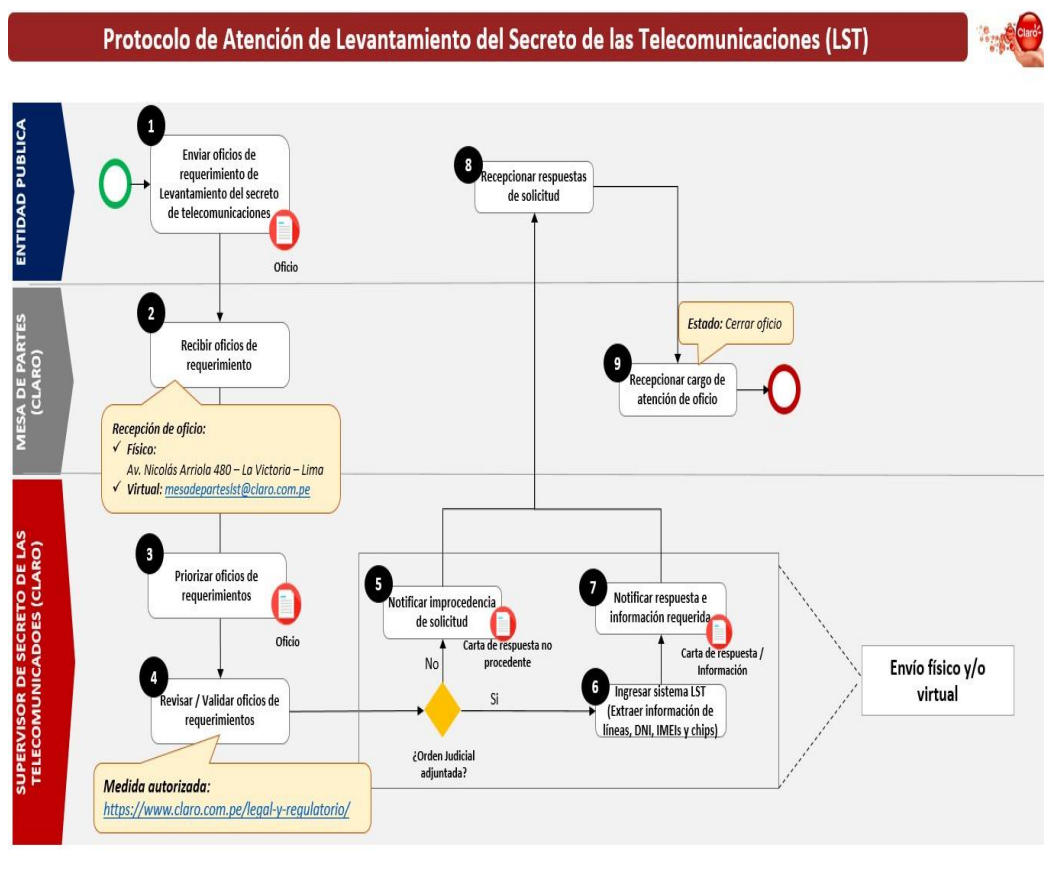 Protocolo de Atención de Levantamiento del Secreto de las Telecomunicaciones (LST)
Claro-
ENTIDAD PUBLICA
1
Enviar oficios de
requerimiento de
Levantamiento del secreto
de telecomunicaciones
Oficio
8
Recepcionar respuestas
de solicitud
MESA DE PARTES
(CLARO)
2
Recibir oficios de
requerimiento
Recepción de oficio:
✓ Físico:
Av. Nicolás Arriola 480 – La Victoria – Lima
✓ Virtual: mesadeparteslst@claro.com.pe
Estado: Cerrar oficio
9
Recepcionar cargo de
atención de oficio
SUPERVISOR DE SECRETO DE LAS
TELECOMUNICADOES (CLARO)
3
Priorizar oficios de
requerimientos
Oficio
4
Revisar / Validar oficios de
requerimientos
Medida autorizada:
https://www.claro.com.pe/legal-y-regulatorio/
5
Notificar improcedencia
de solicitud
Carta de respuesta no
procedente
No
Si
¿Orden Judicial
adjuntada?
7
Notificar respuesta e
información requerida
Carta de respuesta /
Información
6
Ingresar sistema LST
(Extraer información de
líneas, DNI, IMEIs y chips)
Envío físico y/o
virtual